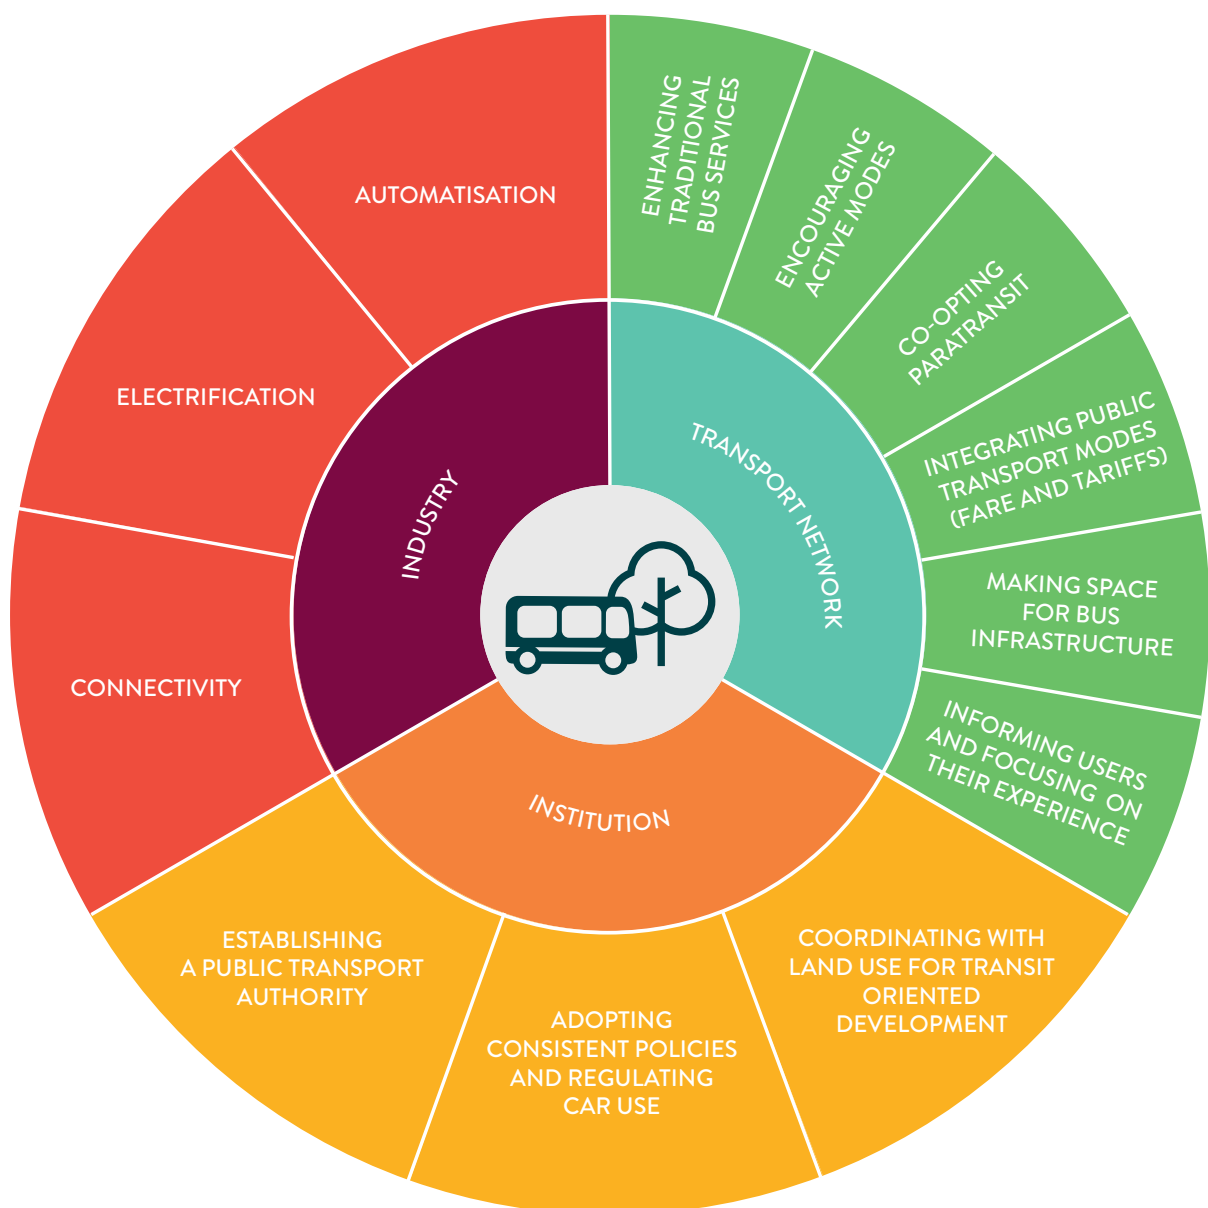 AUTOMATISATION
ELECTRIFICATION
CONNECTIVITY
INDUSTRY
ENHANCING
TRADITIONAL
BUS SERVICES
ENCOURAGING
ACTIVE MODES
CO-OPTING
PARATRANSIT
INTEGRATING PUBLIC
TRANSPORT MODES
(FARE AND TARIFFS)
MAKING SPACE
FOR BUS
INFRASTRUCTURE
INFORMING USERS
AND FOCUSING ON
THEIR EXPERIENCE
TRANSPORT NETWORK
INSTITUTION
ESTABLISHING
A PUBLIC TRANSPORT
AUTHORITY
ADOPTING
CONSISTENT POLICIES
AND REGULATING
CAR USE
COORDINATING WITH
LAND USE FOR TRANSIT
ORIENTED
DEVELOPMENT